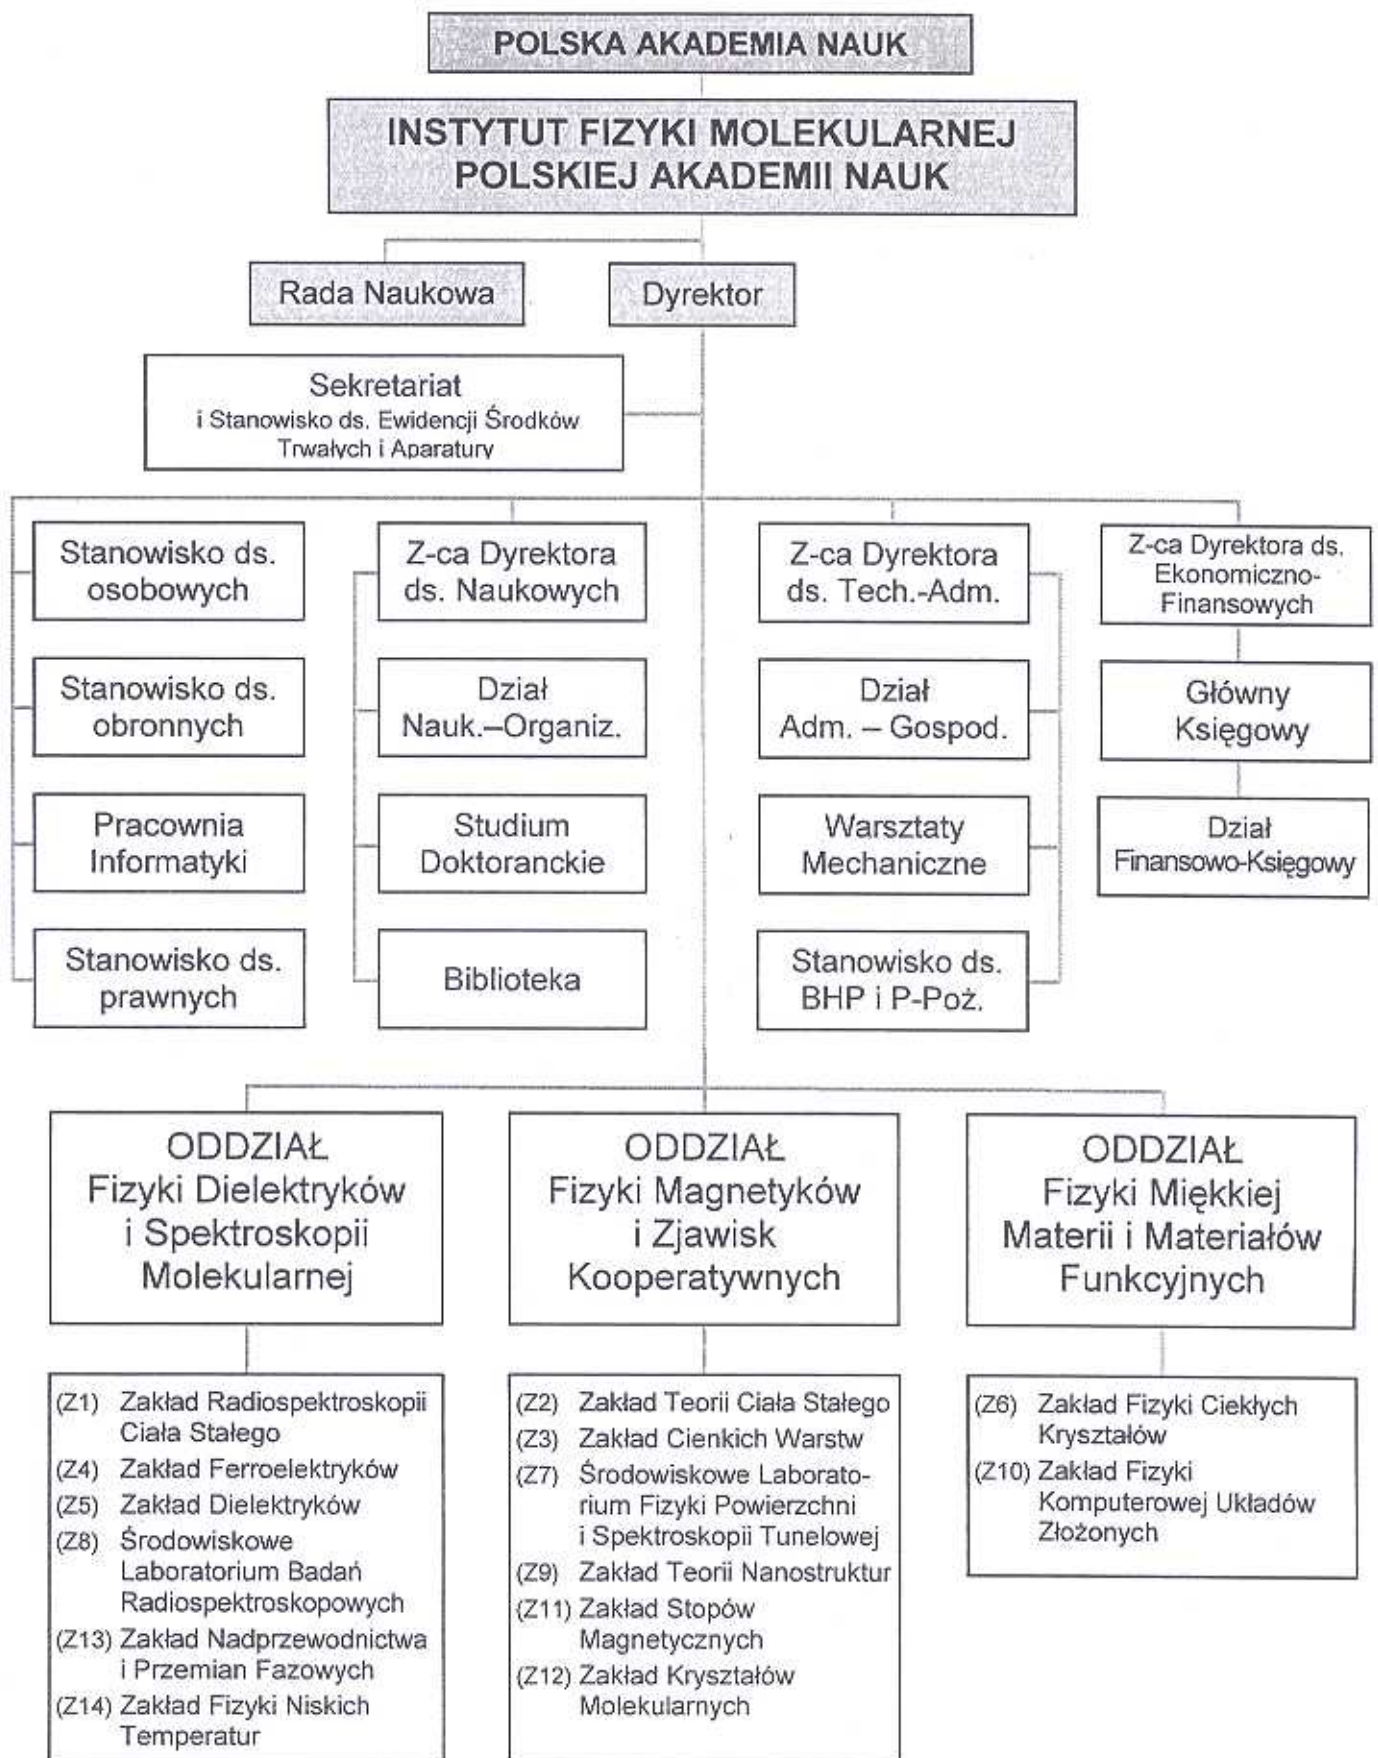 POLSKA AKADEMIA NAUK
INSTYTUT FIZYKI MOLEKULARNEJ
POLSKIEJ AKADEMII NAUK
Rada Naukowa
Dyrektor
Sekretariat
i Stanowisko ds. Ewidencji Środków
Trwałych i Aparatury
Stanowisko ds.
osobowych
Z-ca Dyrektora
ds. Naukowych
Z-ca Dyrektora
ds. Tech.-Adm.
Z-ca Dyrektora ds.
Ekonomiczno-
Finansowych
Stanowisko ds.
obronnych
Dział
Nauk.–Organiz.
Dział
Adm. – Gospod.
Główny
Księgowy
Pracownia
Informatyki
Studium
Doktoranckie
Warsztaty
Mechaniczne
Dział
Finansowo-Księgowy
Stanowisko ds.
prawnych
Biblioteka
Stanowisko ds.
BHP i P-Poż.
ODDZIAŁ
Fizyki Dielektryków
i Spektroskopii
Molekularnej
ODDZIAŁ
Fizyki Magnetyków
i Zjawisk
Kooperatywnych
ODDZIAŁ
Fizyki Miękkiej
Materii i Materiałów
Funkcyjnych
(Z1) Zakład Radiospektroskopii
Ciała Stałego
(Z4) Zakład Ferroelektryków
(Z5) Zakład Dielektryków
(Z8) Środowiskowe
Laboratorium Badań
Radiospektroskopowych
(Z13) Zakład Nadprzewodnictwa
i Przemian Fazowych
(Z14) Zakład Fizyki Niskich
Temperatur
(Z2) Zakład Teorii Ciała Stałego
(Z3) Zakład Cienkich Warstw
(Z7) Środowiskowe Laborato-
rium Fizyki Powierzchni
i Spektroskopii Tunelowej
(Z9) Zakład Teorii Nanostruktur
(Z11) Zakład Stopów
Magnetycznych
(Z12) Zakład Kryształów
Molekularnych
(Z6) Zakład Fizyki Ciekłych
Kryształów
(Z10) Zakład Fizyki
Komputerowej Układów
Złożonych